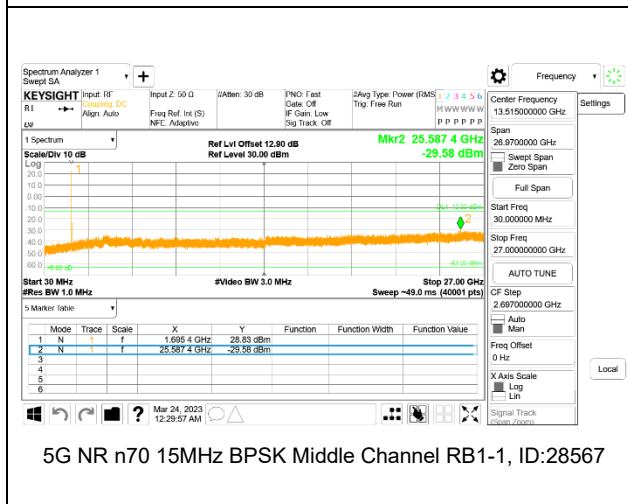 Spectrum Analyzer 1
Swept SA
+
Frequency
KEYSIGHT
Input: RF
Coupling: DC
Align: Auto
Input Z: 50 Ω
Freq Ref: Int (S)
NFE: Adaptive
#Atten: 30 dB
PNO: Fast
Gate: Off
IF Gain: Low
Sig Track: Off
#Avg Type: Power (RMS
Trig: Free Run
1 2 3 4 5 6
M W W W W W
P P P P P P
1 Spectrum
Scale/Div 10 dB
Log
Ref Lvl Offset 12.90 dB
Ref Level 30.00 dBm
Mkr2 25.587 4 GHz
-29.58 dBm
1
2
20.0
10.0
0.00
10.0
20.0
30.0
40.0
50.0
60.0
Start 30 MHz
#Res BW 1.0 MHz
#Video BW 3.0 MHz
Stop 27.00 GHz
Sweep ~49.0 ms (40001 pts)
5 Marker Table
Mode Trace Scale X Y Function Function Width Function Value
1 N 1 f 1.695 4 GHz 28.83 dBm
2 N 1 f 25.587 4 GHz -29.58 dBm
3
4
5
6
Mar 24, 2023
12:29:57 AM
?
Center Frequency
13.515000000 GHz
Settings
Span
26.9700000 GHz
Swept Span
Zero Span
Full Span
Start Freq
30.000000 MHz
Stop Freq
27.00000000 GHz
AUTO TUNE
CF Step
2.697000000 GHz
Auto
Man
Freq Offset
0 Hz
X Axis Scale
Log
Lin
Local
Signal Track
(Span Zoom)
5G NR n70 15MHz BPSK Middle Channel RB1-1, ID:28567